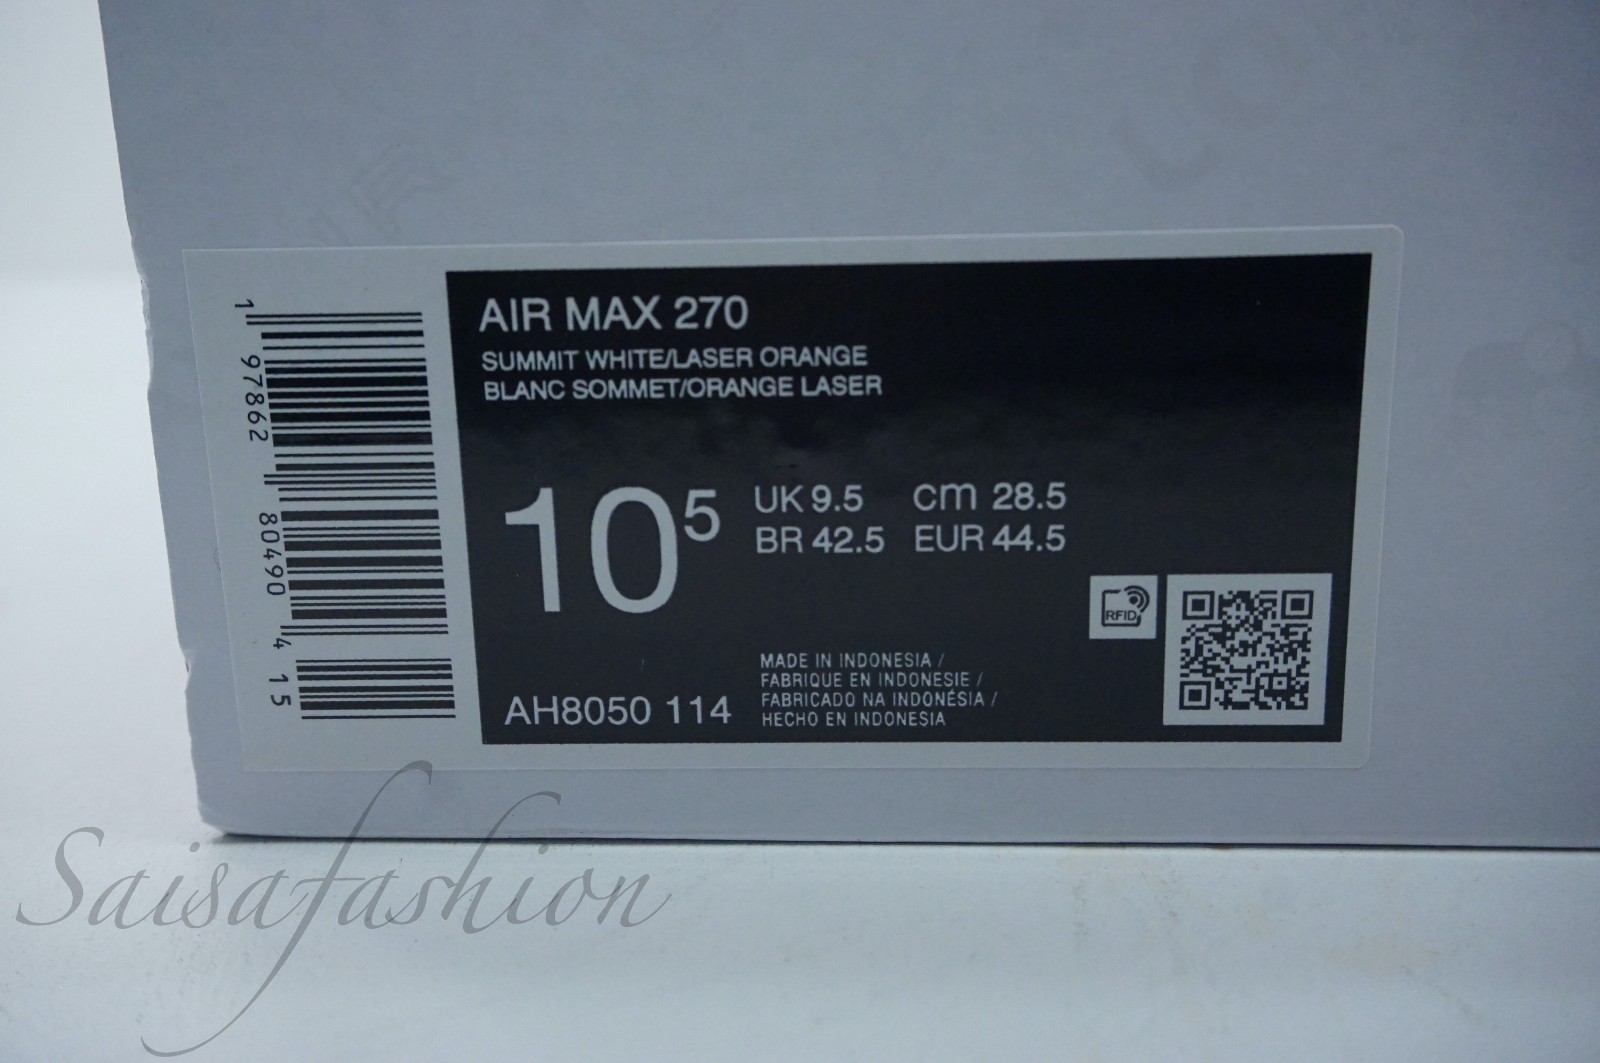 1 97862 80490 4 15
AIR MAX 270
SUMMIT WHITE/LASER ORANGE
BLANC SOMMET/ORANGE LASER
10⁵
UK 9.5 cm 28.5
BR 42.5 EUR 44.5
RFID
AH8050 114
MADE IN INDONESIA /
FABRIQUE EN INDONESIE /
FABRICADO NA INDONÉSIA /
HECHO EN INDONESIA
Saisafashion